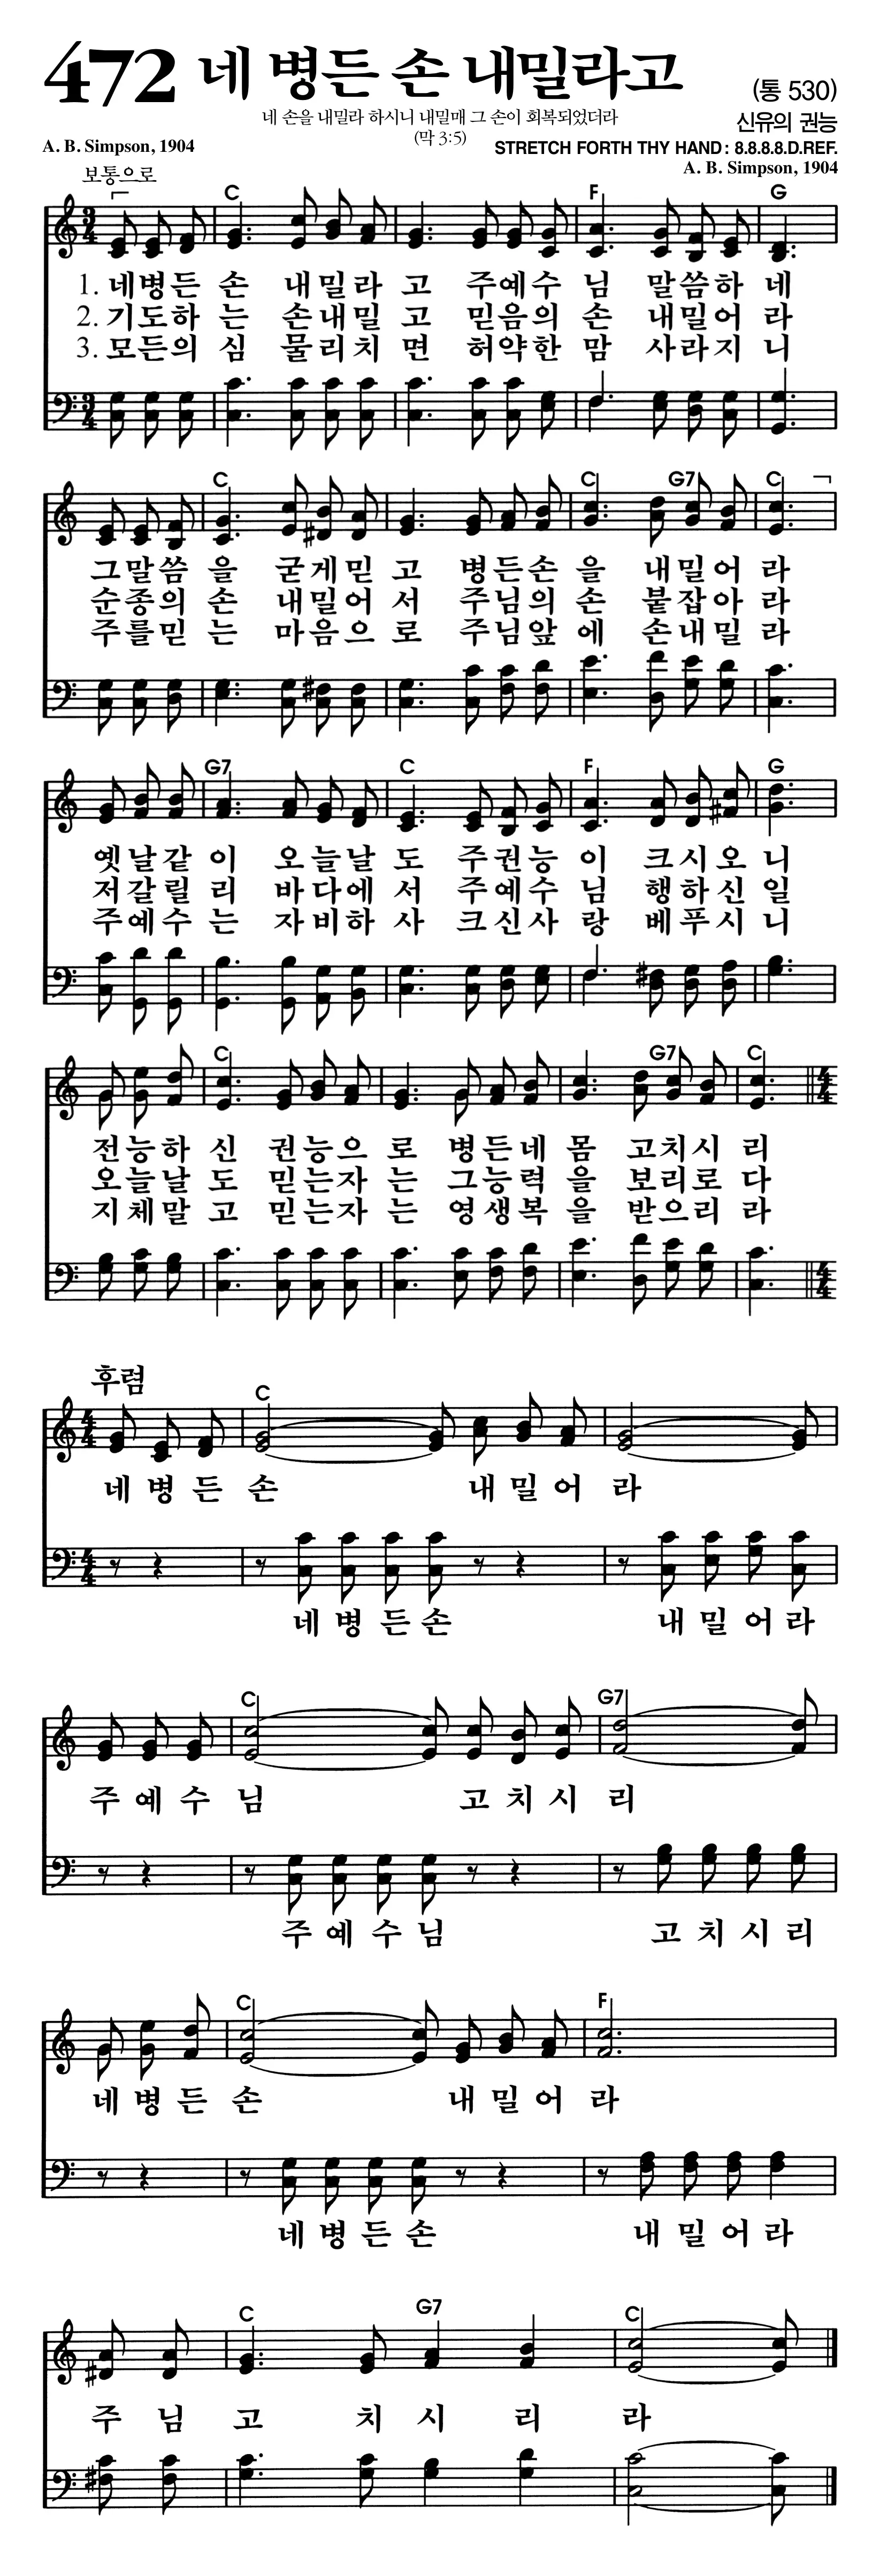 472 네 병든 손 내밀라고
(통 530)
네 손을 내밀라 하시니 내밀매 그 손이 회복되었더라
신유의 권능
(막 3:5)
A. B. Simpson, 1904
STRETCH FORTH THY HAND : 8.8.8.8.D.REF.
A. B. Simpson, 1904
보통으로
C F G
3/4
1. 네병든 손 내밀라 고 주예수 님 말씀하 네
2. 기도하 는 손내밀 고 믿음의 손 내밀어 라
3. 모든의 심 물리치 면 허약한 맘 사라지 니
3/4
C C G7 C
그말씀 을 굳게믿 고 병든손 을 내밀어 라
순종의 손 내밀어 서 주님의 손 붙잡아 라
주를믿 는 마음으 로 주님앞 에 손내밀 라
G7 C F G
옛날같 이 오늘날 도 주권능 이 크시오 니
저갈릴 리 바다에 서 주예수 님 행하신 일
주예수 는 자비하 사 크신사 랑 베푸시 니
C G7 C
4/4
전능하 신 권능으 로 병든네 몸 고치시 리
오늘날 도 믿는자 는 그능력 을 보리로 다
지체말 고 믿는자 는 영생복 을 받으리 라
4/4
후렴
C
4/4
네 병 든 손 내 밀 어 라
4/4
네 병 든 손 내 밀 어 라
C G7
주 예 수 님 고 치 시 리
주 예 수 님 고 치 시 리
C F
네 병 든 손 내 밀 어 라
네 병 든 손 내 밀 어 라
C G7 C
주 님 고 치 시 리 라